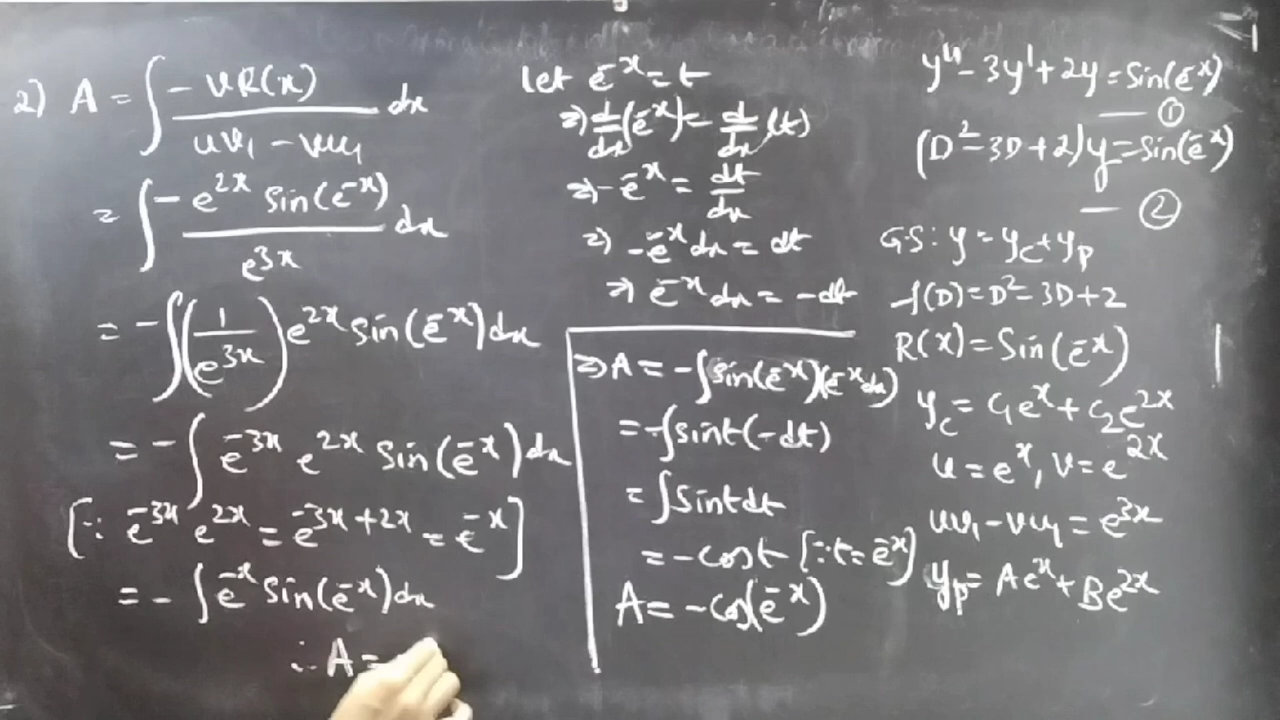 2) A = ∫ -vR(x) / (uv₁ - vu₁) dx
= ∫ -e^{2x} sin(e^{-x}) / e^{3x} dx
= -∫ (1/e^{3x}) e^{2x} sin(e^{-x}) dx
= -∫ e^{-3x} e^{2x} sin(e^{-x}) dx
[∵ e^{-3x} e^{2x} = e^{-3x+2x} = e^{-x}]
= -∫ e^{-x} sin(e^{-x}) dx
∴ A =
let e^{-x} = t
⇒ d/dx (e^{-x}) = d/dx (t)
⇒ -e^{-x} = dt/dx
⇒ -e^{-x} dx = dt
⇒ e^{-x} dx = -dt
⇒ A = -∫ sin(e^{-x})(e^{-x} dx)
= -∫ sint(-dt)
= ∫ sint dt
= -cost [∵ t = e^{-x}]
A = -cos(e^{-x})
y'' - 3y' + 2y = sin(e^{-x})
— ①
(D² - 3D + 2)y = sin(e^{-x})
— ②
G.S: y = y_c + y_p
f(D) = D² - 3D + 2
R(x) = sin(e^{-x})
y_c = c₁e^x + c₂e^{2x}
u = e^x, v = e^{2x}
uv₁ - vu₁ = e^{3x}
y_p = Ae^x + Be^{2x}